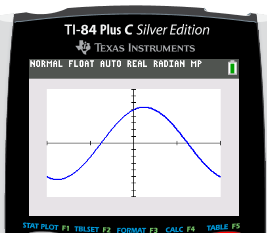 TI-84 Plus C Silver Edition
TEXAS INSTRUMENTS
NORMAL FLOAT AUTO REAL RADIAN MP
STAT PLOT F1 TBLSET F2 FORMAT F3 CALC F4 TABLE F5